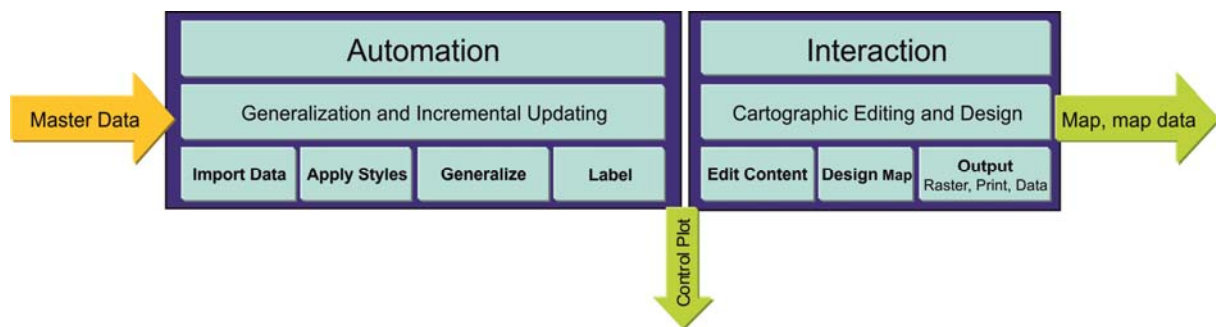 Automation
Interaction
Master Data
Generalization and Incremental Updating
Cartographic Editing and Design
Map, map data
Import Data
Apply Styles
Generalize
Label
Edit Content
Design Map
Output
Raster, Print, Data
Control Plot